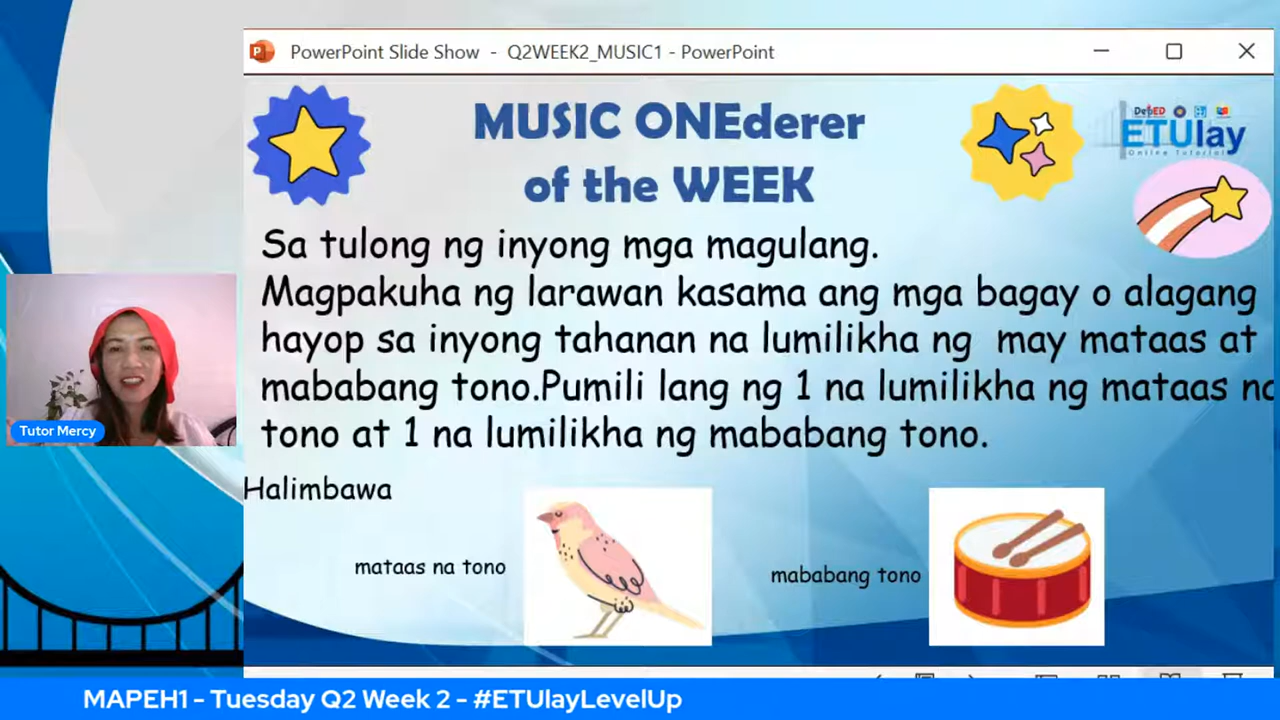 PowerPoint Slide Show - Q2WEEK2_MUSIC1 - PowerPoint
MUSIC ONEderer
of the WEEK
DepED
ETUlay
Online Tutorial
Sa tulong ng inyong mga magulang.
Magpakuha ng larawan kasama ang mga bagay o alagang
hayop sa inyong tahanan na lumilikha ng may mataas at
mababang tono.Pumili lang ng 1 na lumilikha ng mataas na
tono at 1 na lumilikha ng mababang tono.
Tutor Mercy
Halimbawa
mataas na tono
mababang tono
MAPEH1 - Tuesday Q2 Week 2 - #ETUlayLevelUp